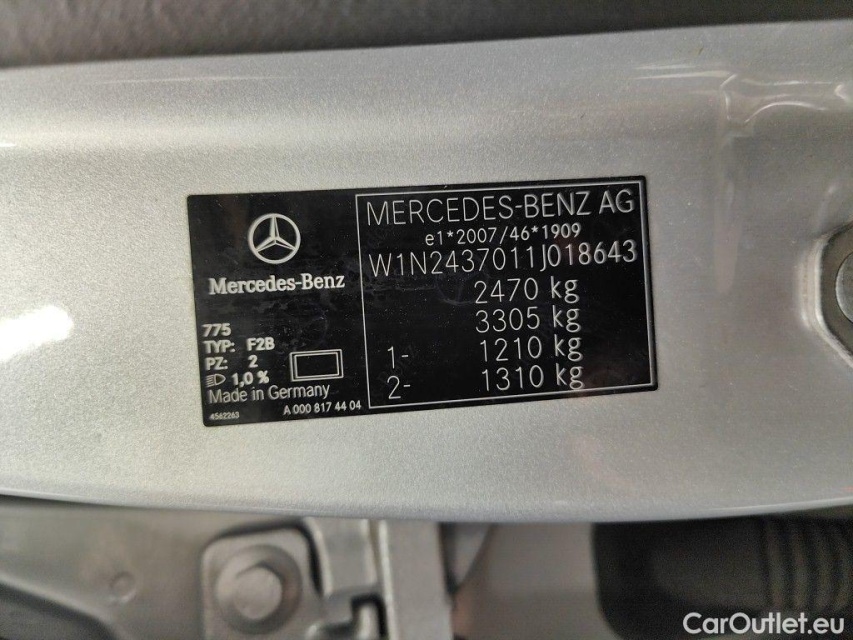 Mercedes-Benz
775
TYP: F2B
PZ: 2
1,0 %
Made in Germany
4562263
A 000 817 44 04
MERCEDES-BENZ AG
e1*2007/46*1909
W1N2437011J018643
2470 kg
3305 kg
1- 1210 kg
2- 1310 kg
CarOutlet.eu